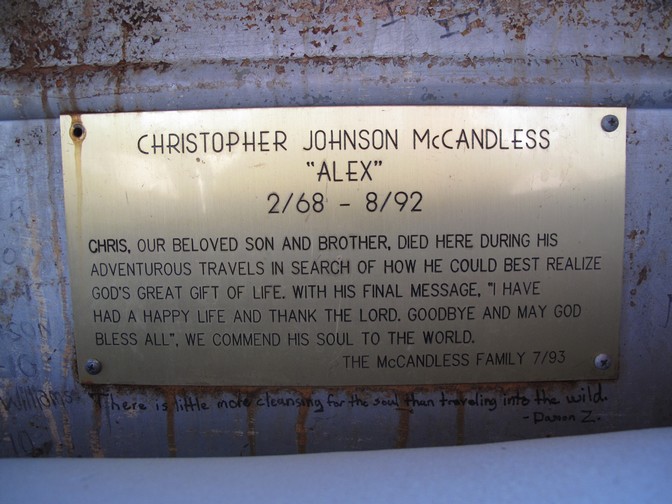 CHRISTOPHER JOHNSON McCANDLESS
"ALEX"
2/68 - 8/92
CHRIS, OUR BELOVED SON AND BROTHER, DIED HERE DURING HIS
ADVENTUROUS TRAVELS IN SEARCH OF HOW HE COULD BEST REALIZE
GOD'S GREAT GIFT OF LIFE. WITH HIS FINAL MESSAGE, "I HAVE
HAD A HAPPY LIFE AND THANK THE LORD. GOODBYE AND MAY GOD
BLESS ALL", WE COMMEND HIS SOUL TO THE WORLD.
THE McCANDLESS FAMILY 7/93
Williams
There is little more cleansing for the soul than traveling into the wild.